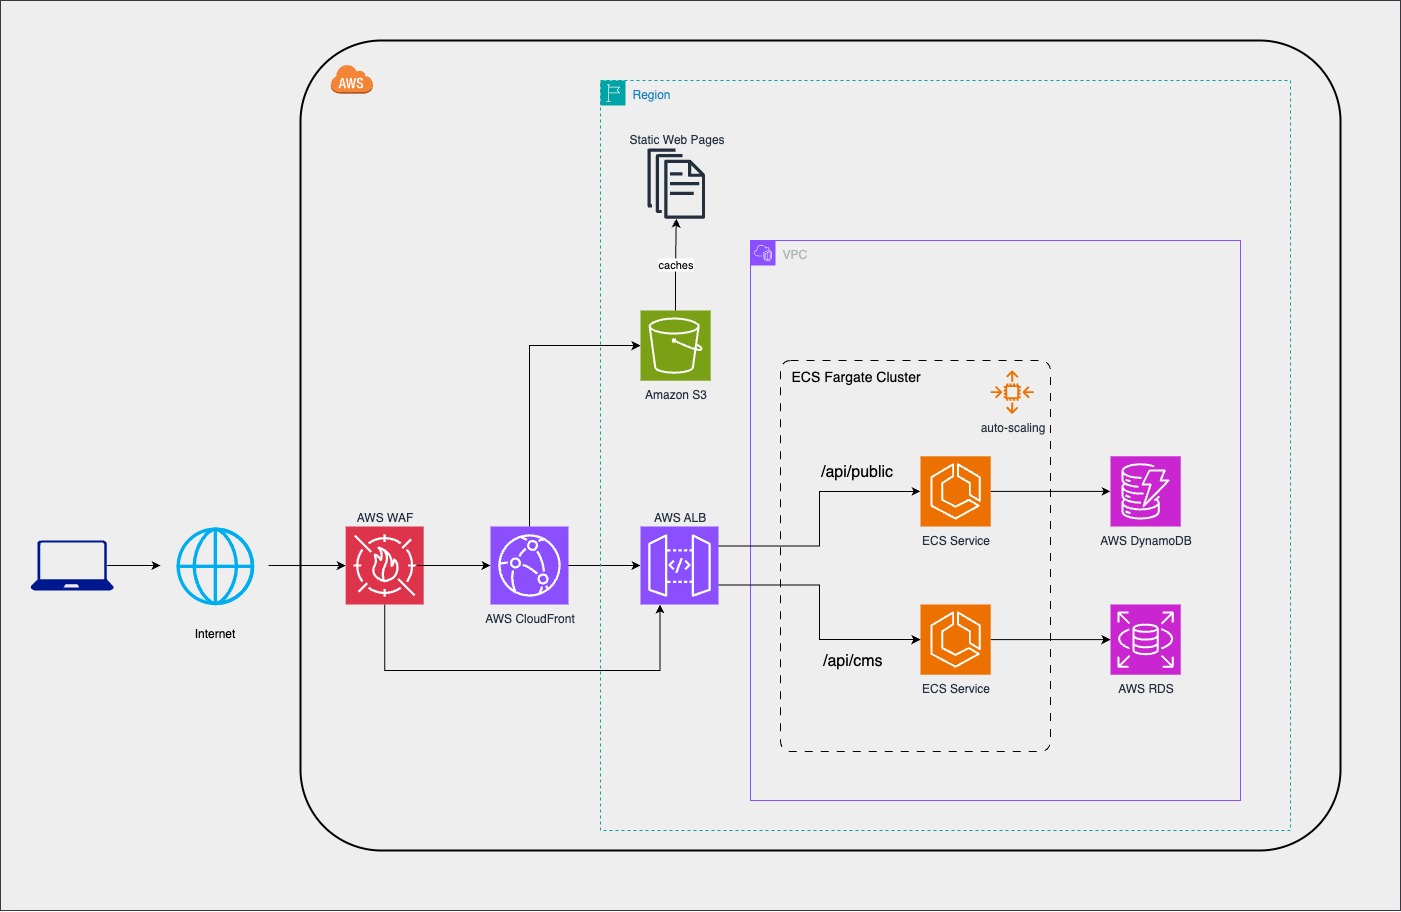 AWS
Region
Static Web Pages
VPC
caches
ECS Fargate Cluster
Amazon S3
auto-scaling
/api/public
AWS WAF
AWS ALB
ECS Service
AWS DynamoDB
AWS CloudFront
Internet
/api/cms
ECS Service
AWS RDS